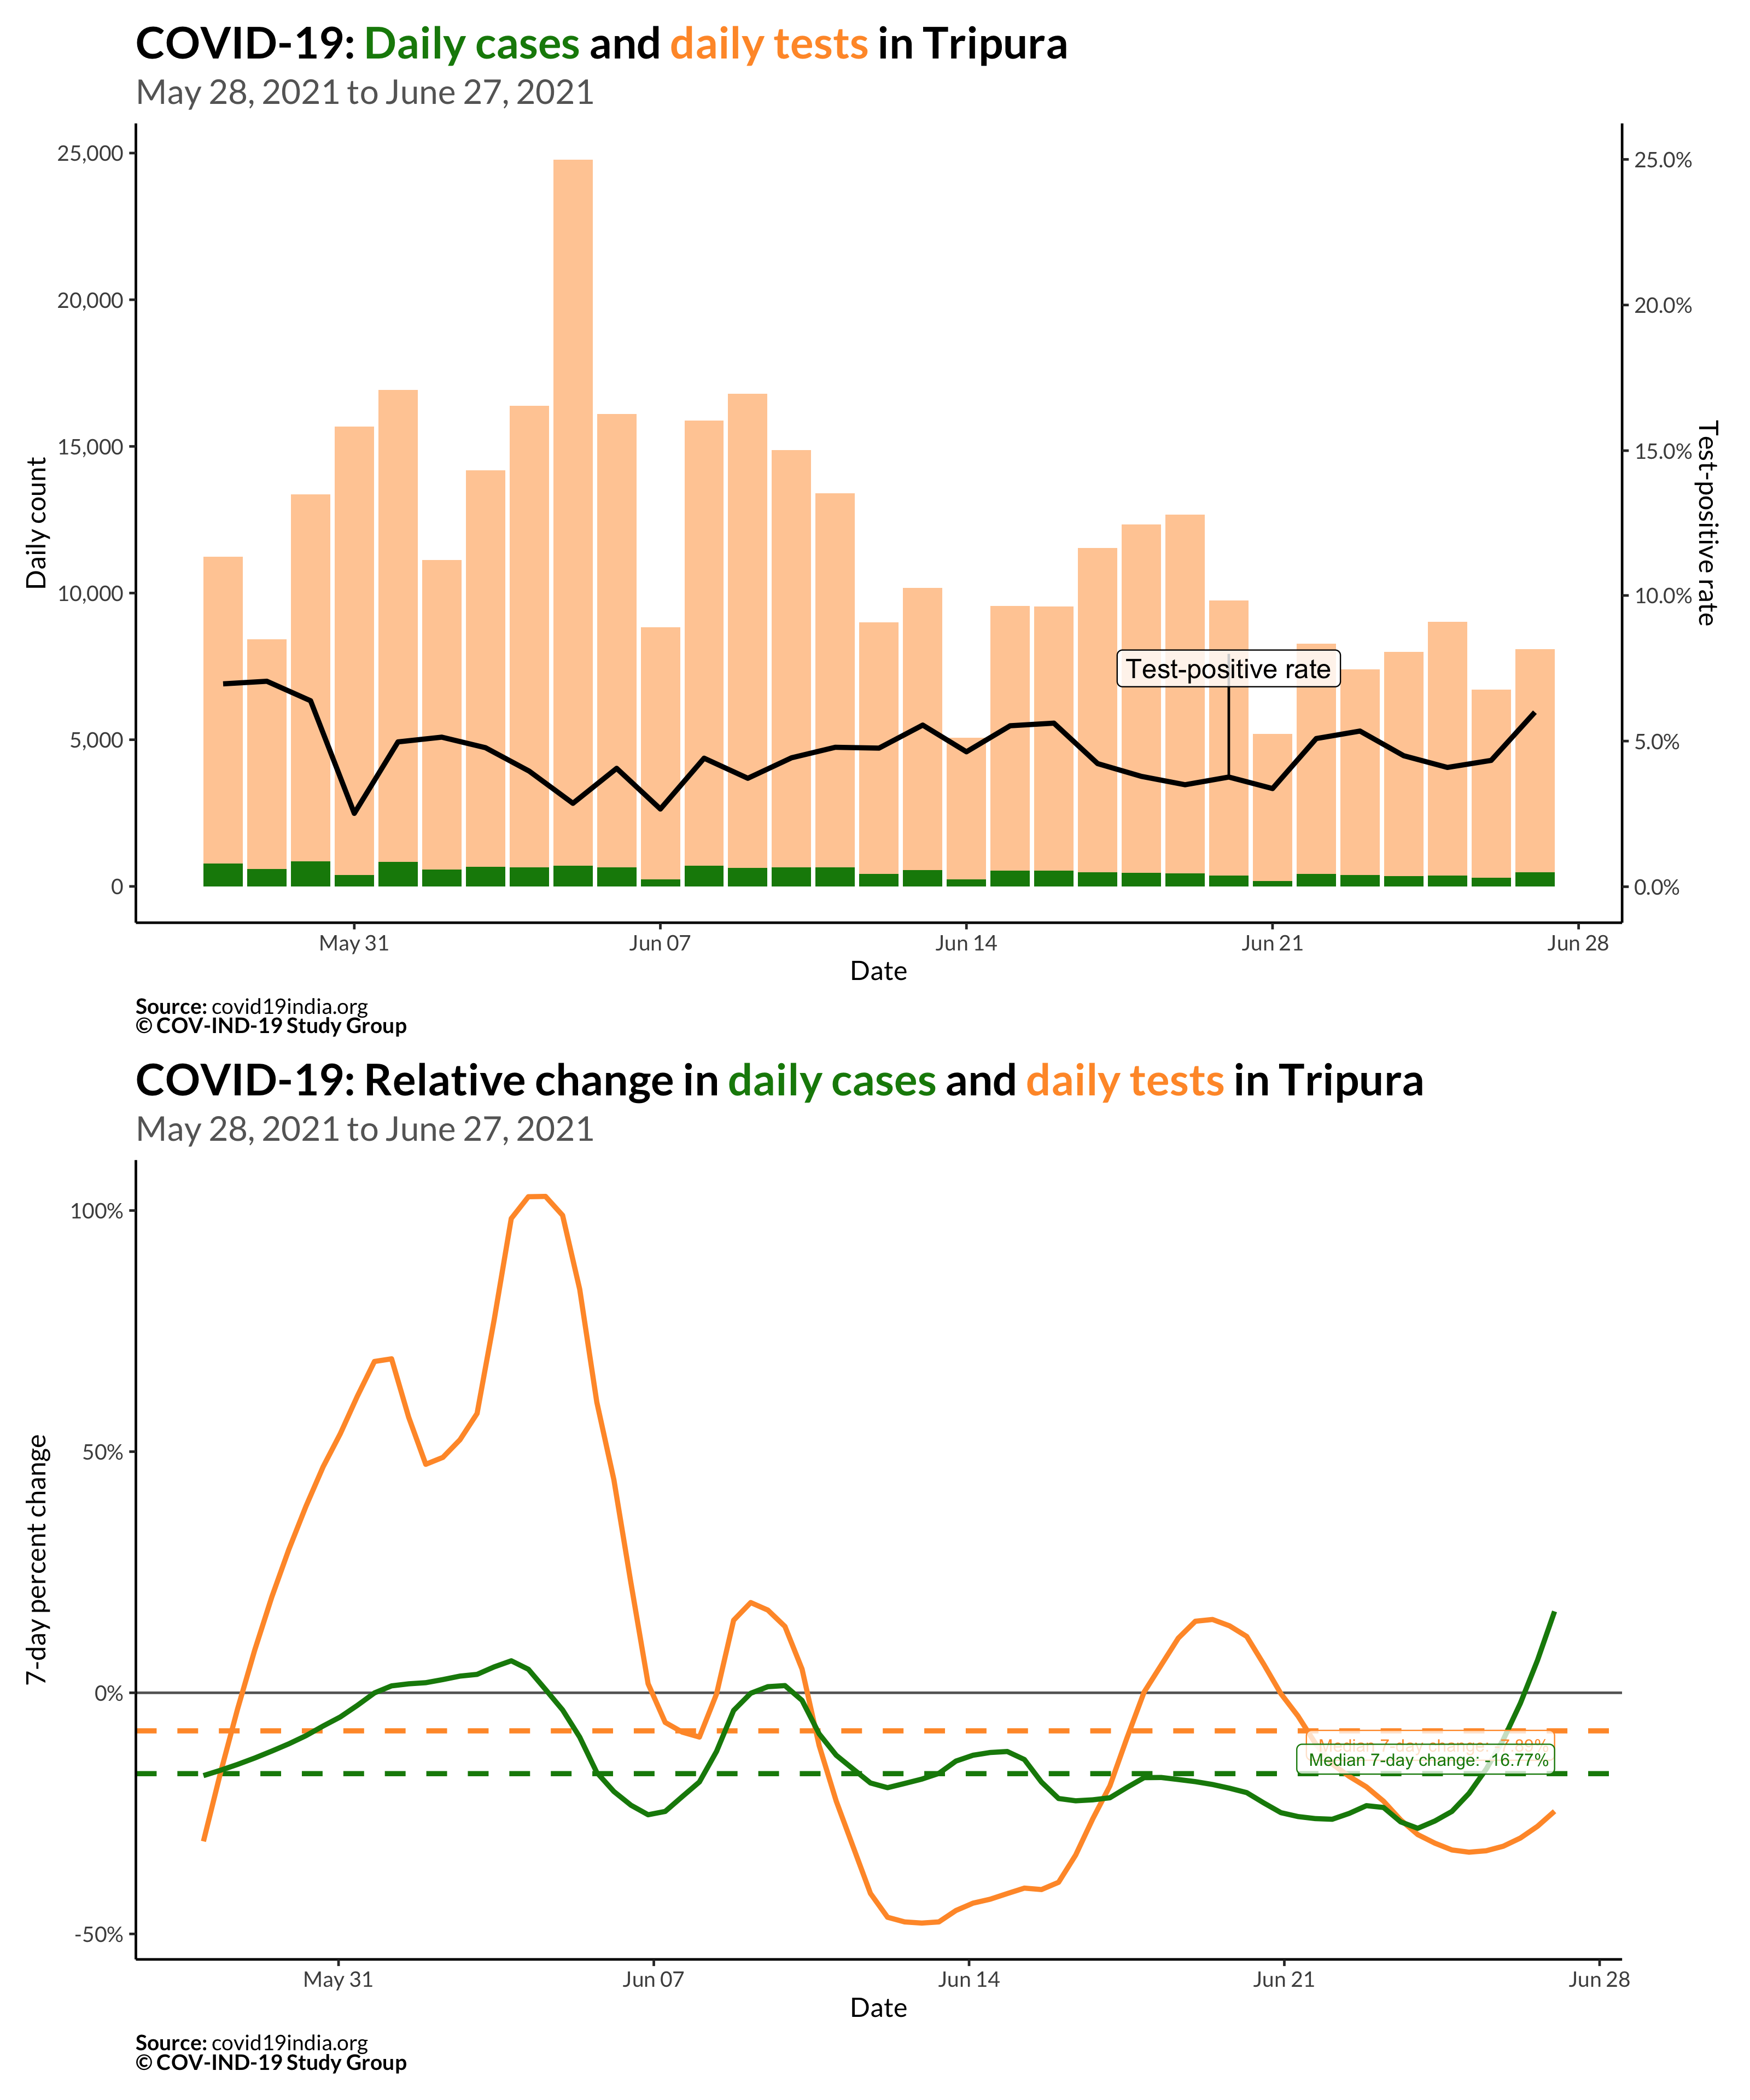 COVID-19: Daily cases and daily tests in Tripura
May 28, 2021 to June 27, 2021
25,000
20,000
15,000
10,000
5,000
0
Daily count
25.0%
20.0%
15.0%
10.0%
5.0%
0.0%
Test-positive rate
Test-positive rate
May 31
Jun 07
Jun 14
Jun 21
Jun 28
Date
Source: covid19india.org
© COV-IND-19 Study Group
COVID-19: Relative change in daily cases and daily tests in Tripura
May 28, 2021 to June 27, 2021
100%
50%
0%
-50%
7-day percent change
Median 7-day change:
Median 7-day change: -16.77%
May 31
Jun 07
Jun 14
Jun 21
Jun 28
Date
Source: covid19india.org
© COV-IND-19 Study Group